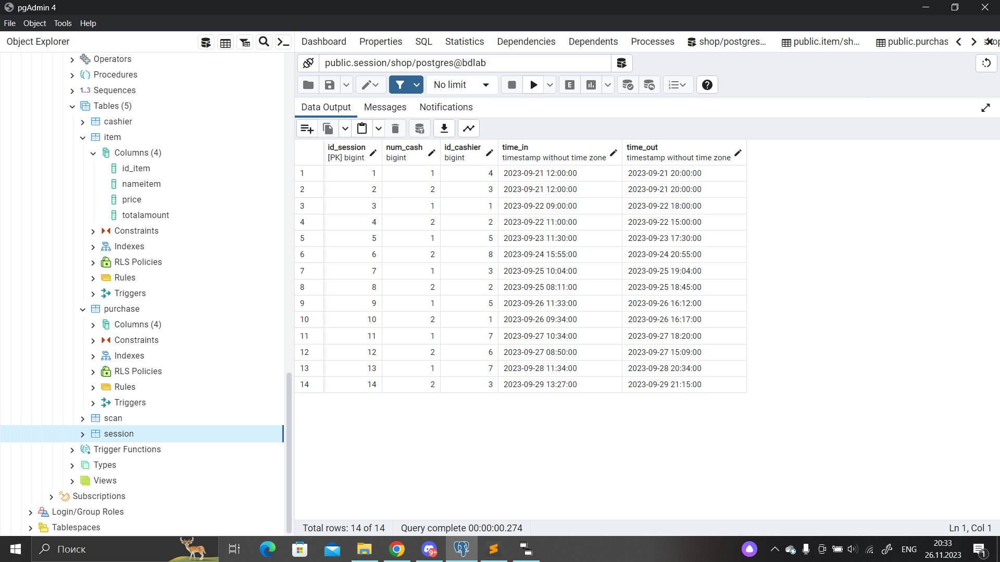 pgAdmin 4
File Object Tools Help
Object Explorer
Dashboard Properties SQL Statistics Dependencies Dependents Processes shop/postgres... public.item/sh... public.purchas
Operators
Procedures
1..3 Sequences
Tables (5)
cashier
item
Columns (4)
id_item
nameitem
price
totalamount
Constraints
Indexes
RLS Policies
Rules
Triggers
purchase
Columns (4)
Constraints
Indexes
RLS Policies
Rules
Triggers
scan
session
Trigger Functions
Types
Views
Subscriptions
Login/Group Roles
Tablespaces
public.session/shop/postgres@bdlab
No limit
E
Data Output Messages Notifications
id_session num_cash id_cashier time_in time_out
[PK] bigint bigint bigint timestamp without time zone timestamp without time zone
1 1 1 4 2023-09-21 12:00:00 2023-09-21 20:00:00
2 2 2 3 2023-09-21 12:00:00 2023-09-21 20:00:00
3 3 1 1 2023-09-22 09:00:00 2023-09-22 18:00:00
4 4 2 2 2023-09-22 11:00:00 2023-09-22 15:00:00
5 5 1 5 2023-09-23 11:30:00 2023-09-23 17:30:00
6 6 2 8 2023-09-24 15:55:00 2023-09-24 20:55:00
7 7 1 3 2023-09-25 10:04:00 2023-09-25 19:04:00
8 8 2 2 2023-09-25 08:11:00 2023-09-25 18:45:00
9 9 1 5 2023-09-26 11:33:00 2023-09-26 16:12:00
10 10 2 1 2023-09-26 09:34:00 2023-09-26 16:17:00
11 11 1 7 2023-09-27 10:34:00 2023-09-27 18:20:00
12 12 2 6 2023-09-27 08:50:00 2023-09-27 15:09:00
13 13 1 7 2023-09-28 11:34:00 2023-09-28 20:34:00
14 14 2 3 2023-09-29 13:27:00 2023-09-29 21:15:00
Total rows: 14 of 14 Query complete 00:00:00.274 Ln 1, Col 1
Поиск
9+
ENG
20:33
26.11.2023
1